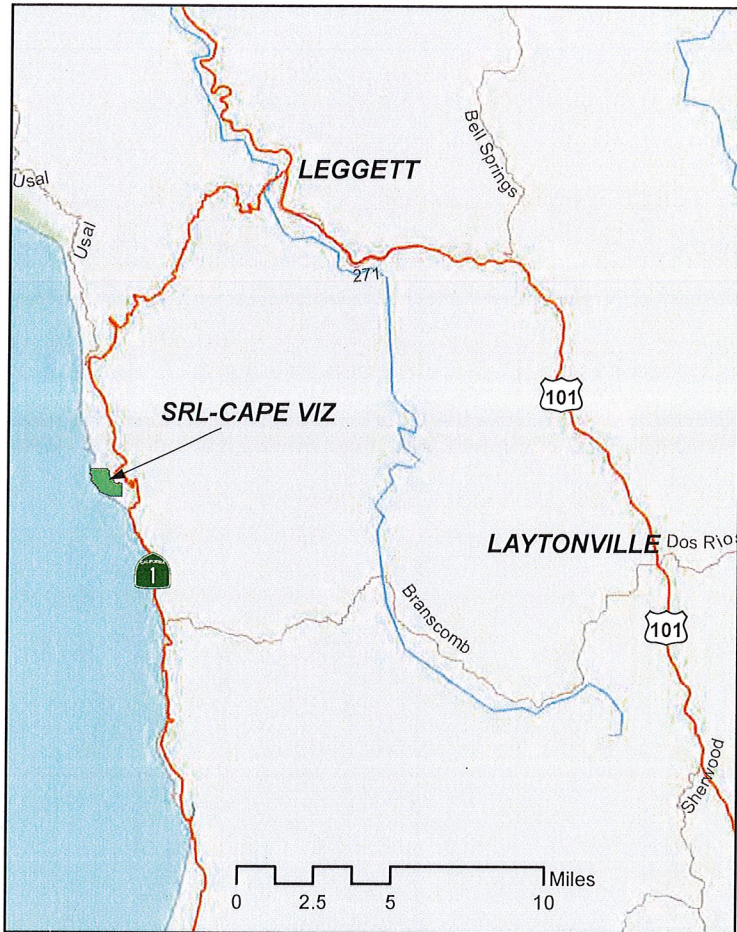 LEGGETT
Bell Springs
Usal
Usal
271
SRL-CAPE VIZ
101
LAYTONVILLE
Dos Rios
CALIFORNIA
1
Branscomb
101
Sherwood
Miles
0 2.5 5 10